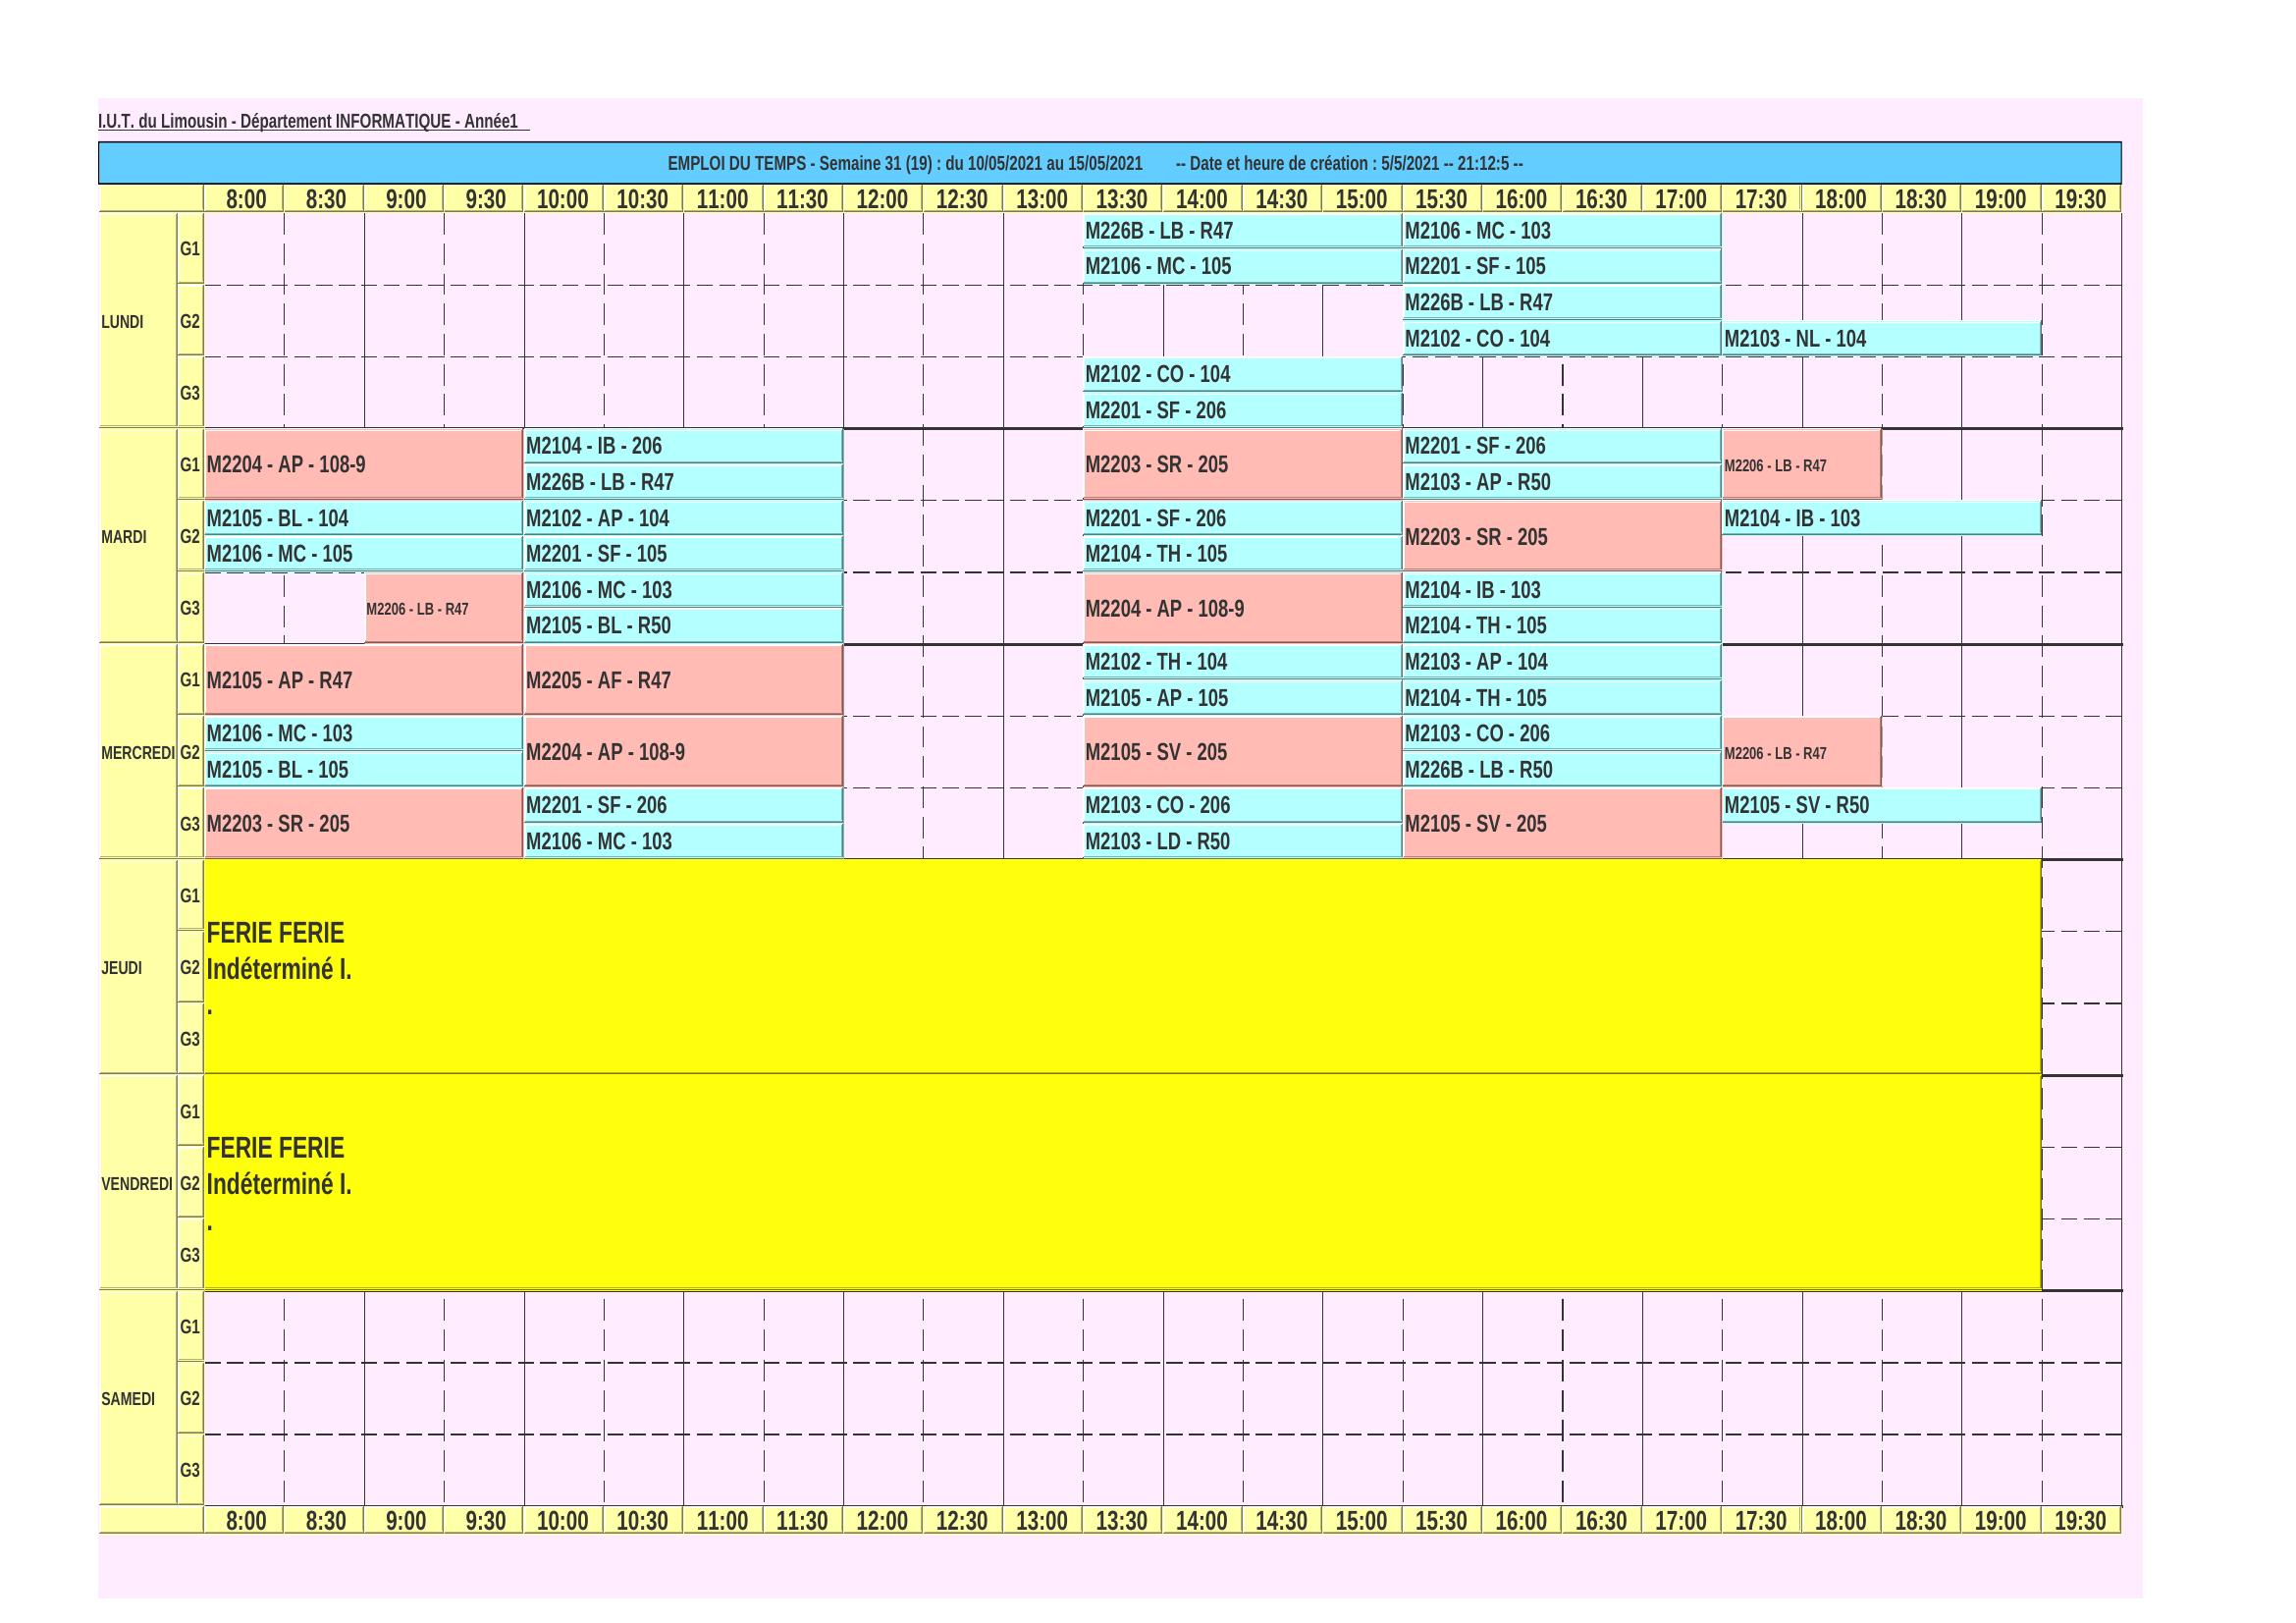 I.U.T. du Limousin - Département INFORMATIQUE - Année1
EMPLOI DU TEMPS - Semaine 31 (19) : du 10/05/2021 au 15/05/2021 -- Date et heure de création : 5/5/2021 -- 21:12:5 --
8:00 8:30 9:00 9:30 10:00 10:30 11:00 11:30 12:00 12:30 13:00 13:30 14:00 14:30 15:00 15:30 16:00 16:30 17:00 17:30 18:00 18:30 19:00 19:30
LUNDI
G1
M226B - LB - R47 M2106 - MC - 103
M2106 - MC - 105 M2201 - SF - 105
G2
M226B - LB - R47
M2102 - CO - 104 M2103 - NL - 104
G3
M2102 - CO - 104
M2201 - SF - 206
MARDI
G1
M2204 - AP - 108-9 M2104 - IB - 206 M2203 - SR - 205 M2201 - SF - 206 M2206 - LB - R47
M226B - LB - R47 M2103 - AP - R50
G2
M2105 - BL - 104 M2102 - AP - 104 M2201 - SF - 206 M2203 - SR - 205 M2104 - IB - 103
M2106 - MC - 105 M2201 - SF - 105 M2104 - TH - 105
G3
M2206 - LB - R47 M2106 - MC - 103 M2204 - AP - 108-9 M2104 - IB - 103
M2105 - BL - R50 M2104 - TH - 105
MERCREDI
G1
M2105 - AP - R47 M2205 - AF - R47 M2102 - TH - 104 M2103 - AP - 104
M2105 - AP - 105 M2104 - TH - 105
G2
M2106 - MC - 103 M2204 - AP - 108-9 M2105 - SV - 205 M2103 - CO - 206 M2206 - LB - R47
M2105 - BL - 105 M226B - LB - R50
G3
M2203 - SR - 205 M2201 - SF - 206 M2103 - CO - 206 M2105 - SV - 205 M2105 - SV - R50
M2106 - MC - 103 M2103 - LD - R50
JEUDI
G1
G2
G3
FERIE FERIE
Indéterminé I.
.
VENDREDI
G1
G2
G3
FERIE FERIE
Indéterminé I.
.
SAMEDI
G1
G2
G3
8:00 8:30 9:00 9:30 10:00 10:30 11:00 11:30 12:00 12:30 13:00 13:30 14:00 14:30 15:00 15:30 16:00 16:30 17:00 17:30 18:00 18:30 19:00 19:30